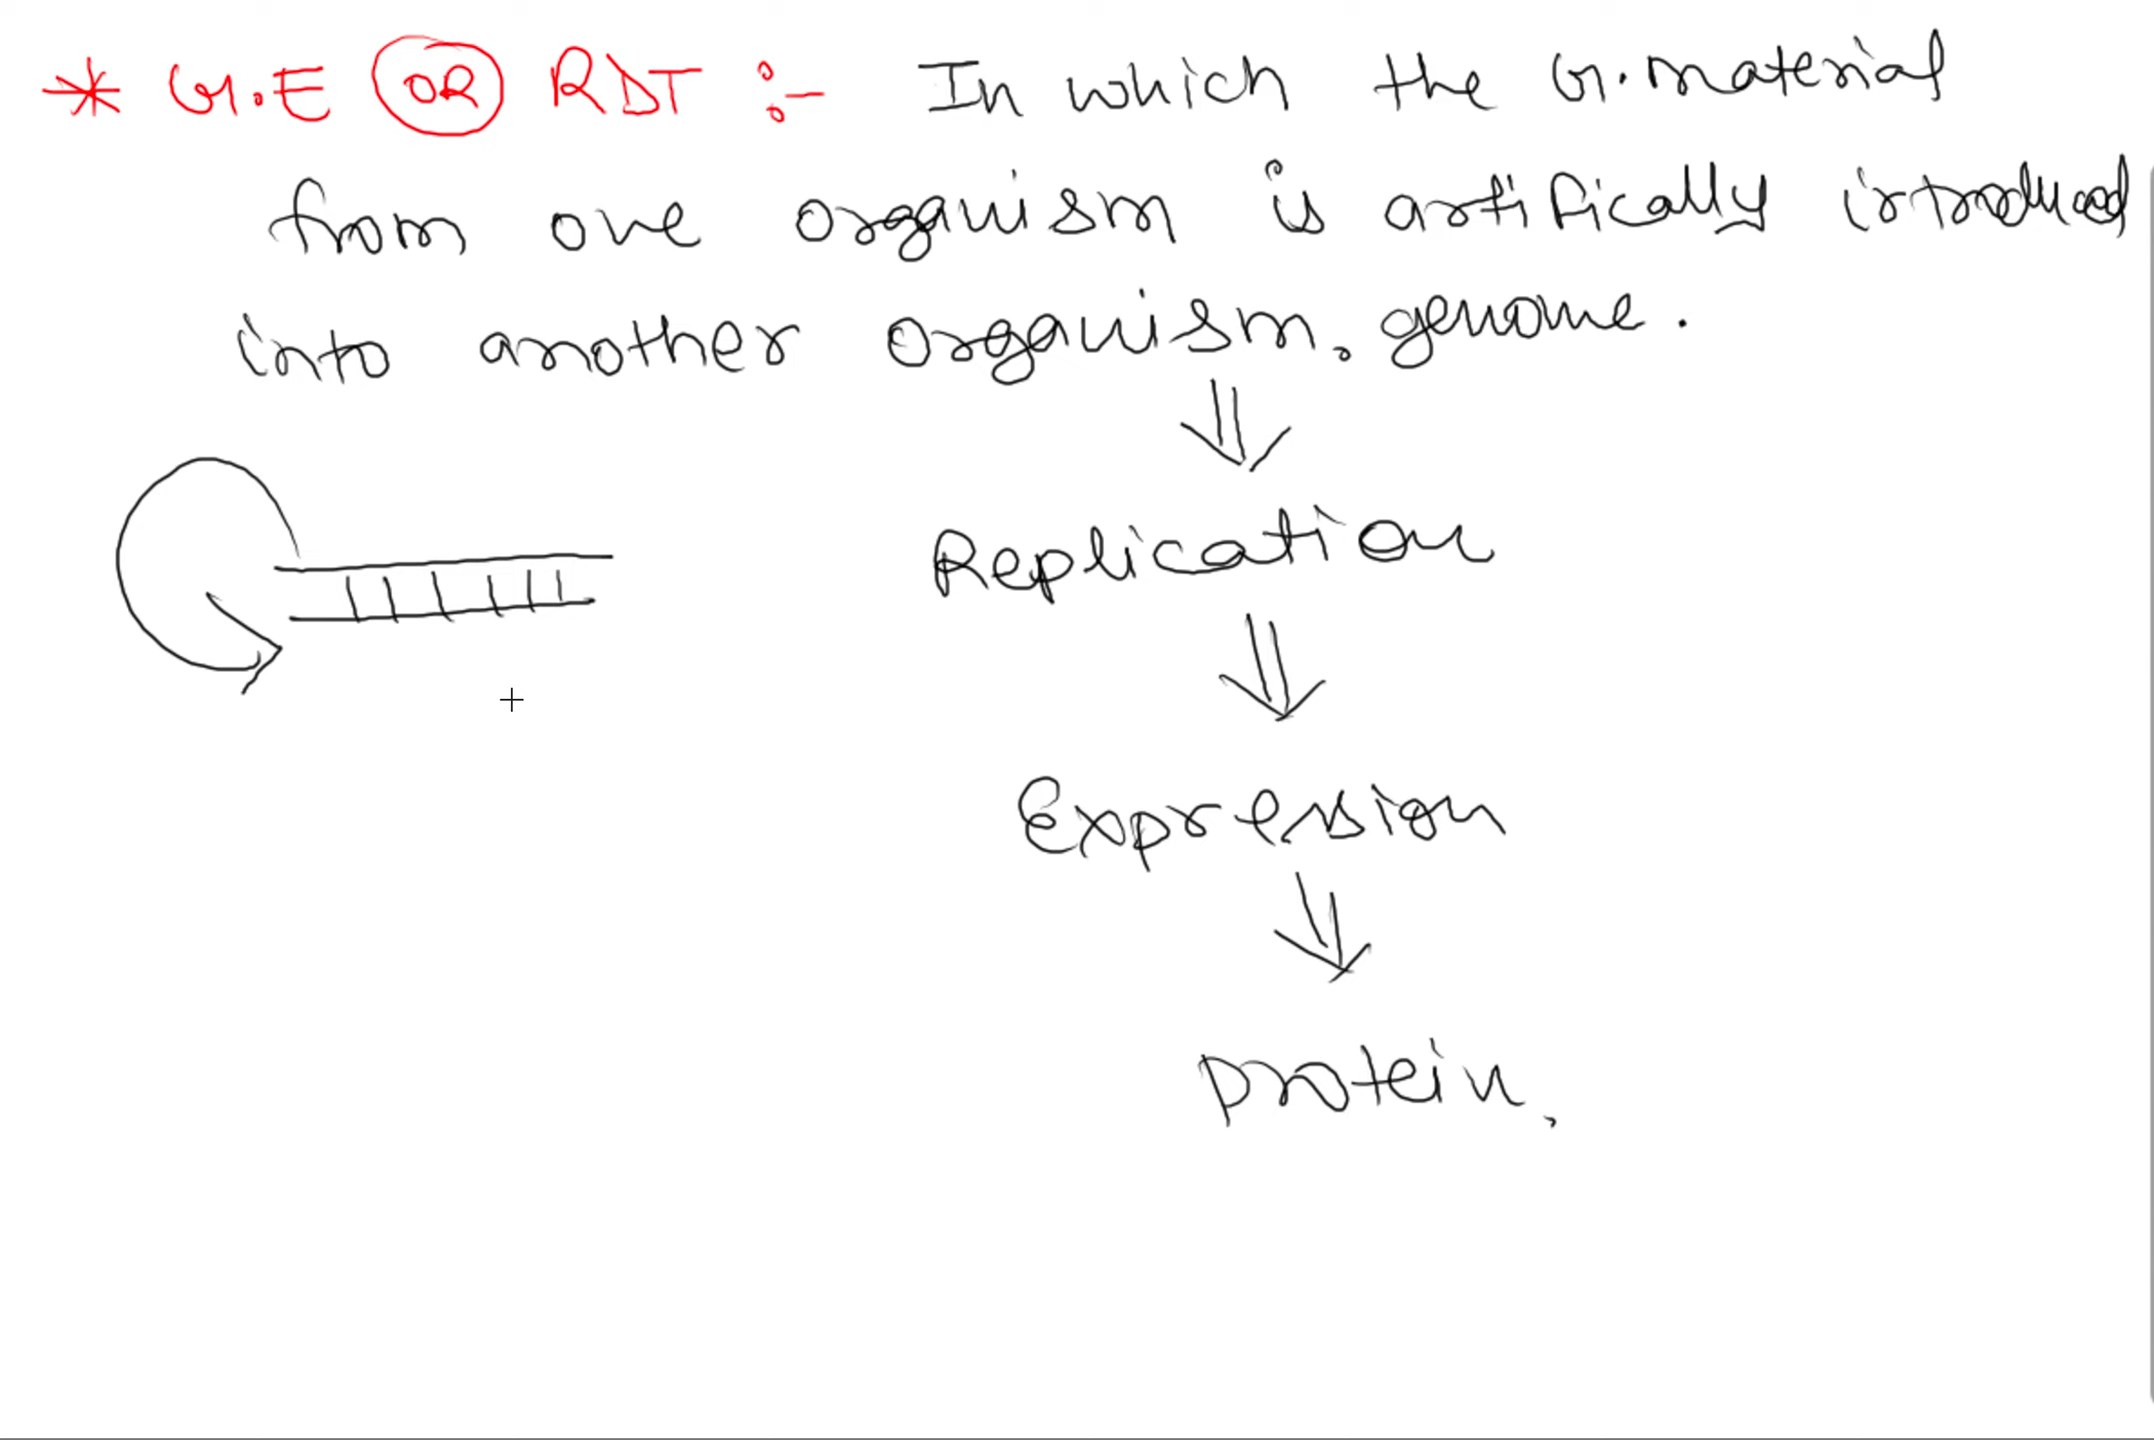 * G.E OR RDT :- In which the G.material
from one organism is artifically introduced
into another organism. genome.
Replication
Expression
protein.